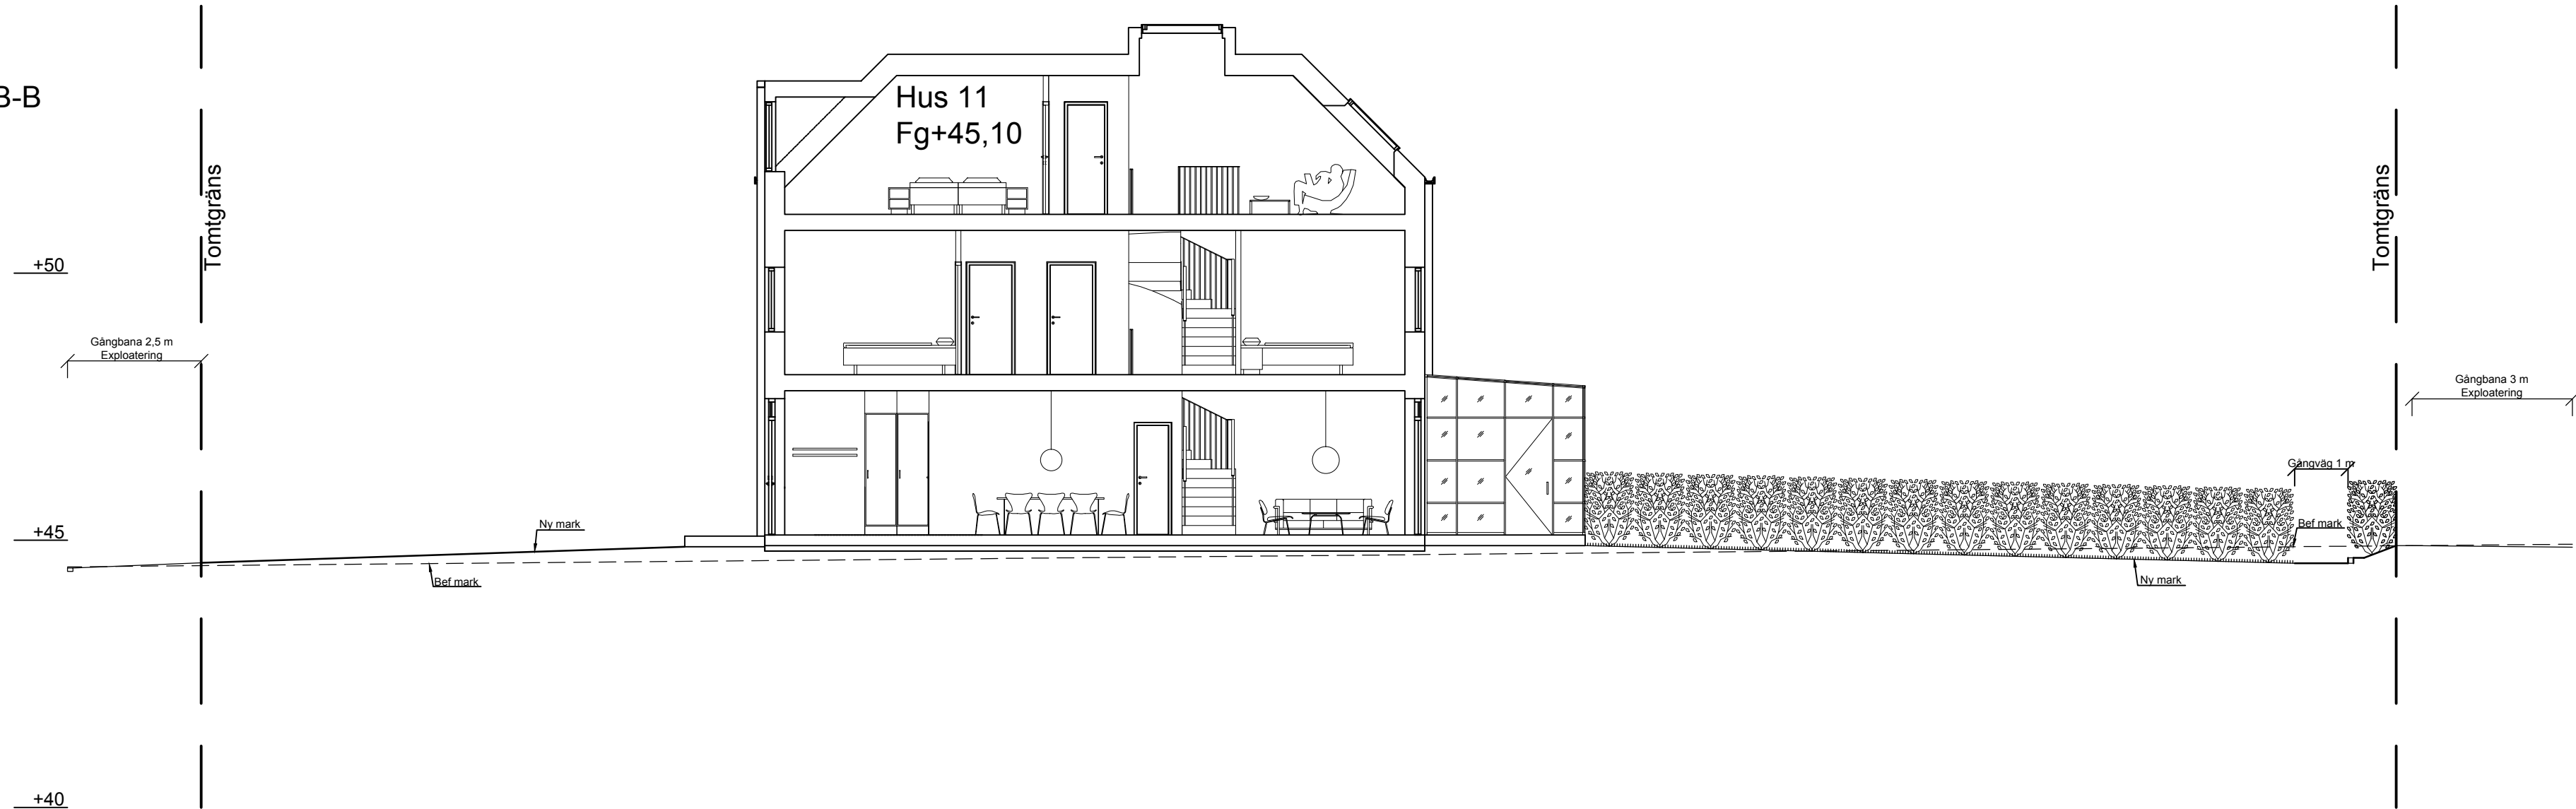 B-B
Hus 11
Fg+45,10
Tomtgräns
Tomtgräns
+50
Gångbana 2,5 m
Exploatering
Gångbana 3 m
Exploatering
Gångväg 1 m
+45
Ny mark
Bef mark
Bef mark
Ny mark
+40